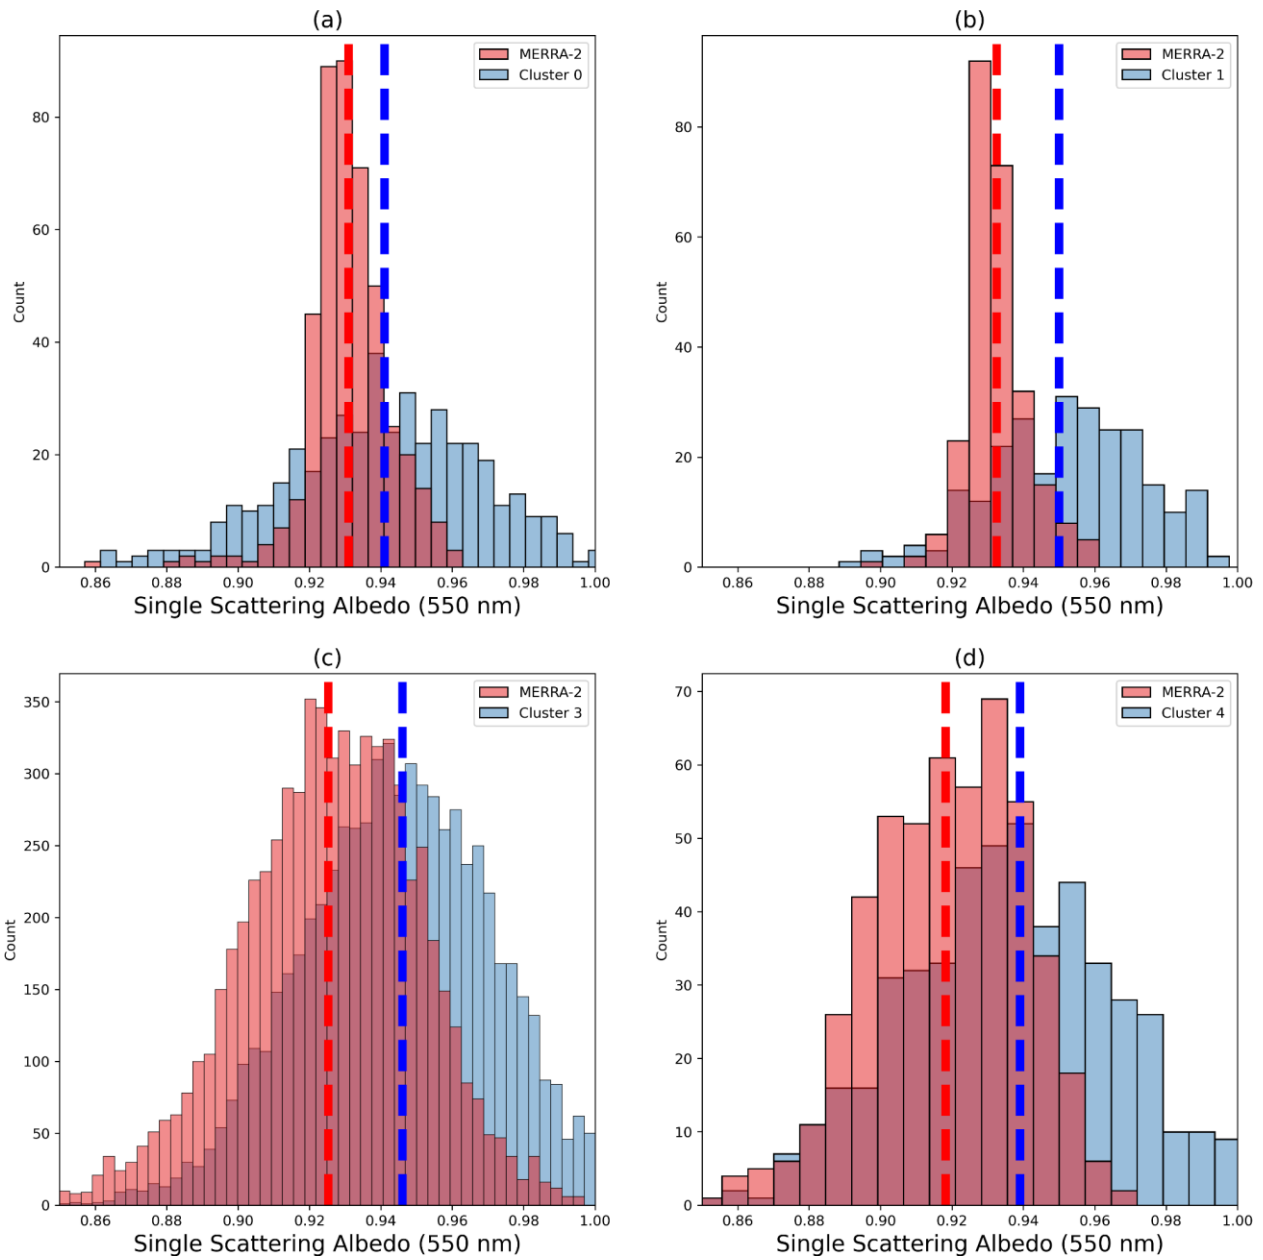 (a)
MERRA-2
Cluster 0
80
60
40
20
0
Count
0.86 0.88 0.90 0.92 0.94 0.96 0.98 1.00
Single Scattering Albedo (550 nm)
(b)
MERRA-2
Cluster 1
80
60
40
20
0
Count
0.86 0.88 0.90 0.92 0.94 0.96 0.98 1.00
Single Scattering Albedo (550 nm)
(c)
MERRA-2
Cluster 3
350
300
250
200
150
100
50
0
Count
0.86 0.88 0.90 0.92 0.94 0.96 0.98 1.00
Single Scattering Albedo (550 nm)
(d)
MERRA-2
Cluster 4
70
60
50
40
30
20
10
0
Count
0.86 0.88 0.90 0.92 0.94 0.96 0.98 1.00
Single Scattering Albedo (550 nm)